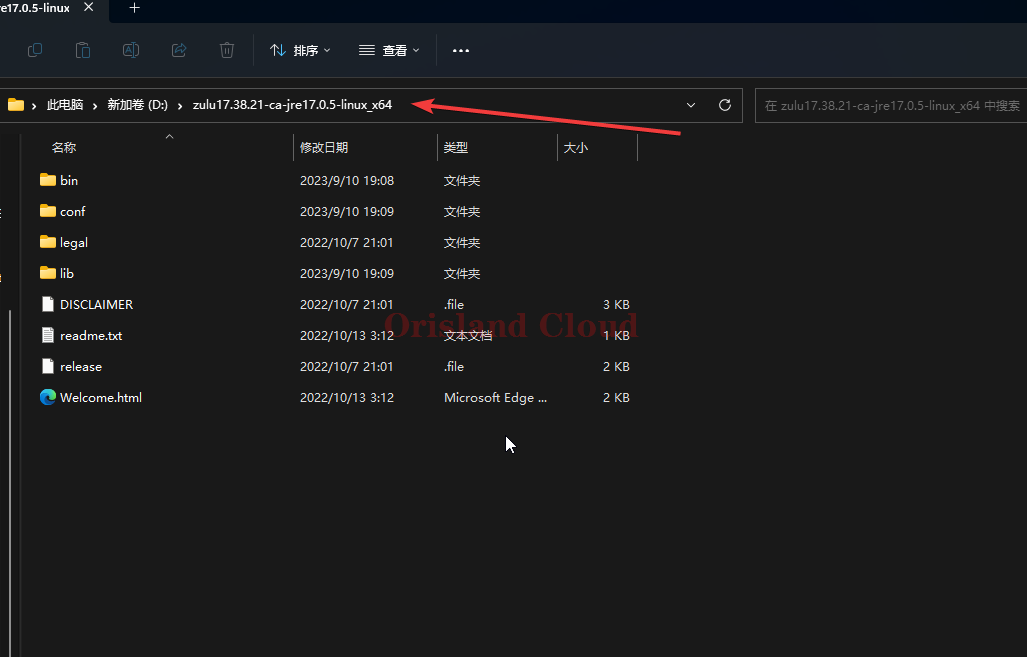 re17.0.5-linux
排序 查看
此电脑 新加卷 (D:) zulu17.38.21-ca-jre17.0.5-linux_x64 在 zulu17.38.21-ca-jre17.0.5-linux_x64 中搜索
名称 修改日期 类型 大小
bin 2023/9/10 19:08 文件夹
conf 2023/9/10 19:09 文件夹
legal 2022/10/7 21:01 文件夹
lib 2023/9/10 19:09 文件夹
DISCLAIMER 2022/10/7 21:01 .file 3 KB
Orisland Cloud
readme.txt 2022/10/13 3:12 文本文档 1 KB
release 2022/10/7 21:01 .file 2 KB
Welcome.html 2022/10/13 3:12 Microsoft Edge ... 2 KB